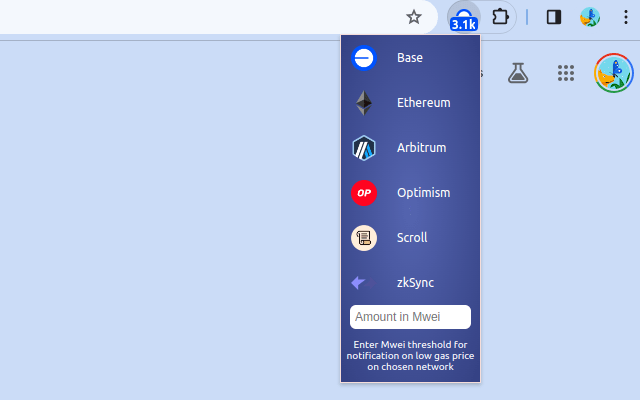 3.1k
Base
Ethereum
Arbitrum
OP Optimism
Scroll
zkSync
Amount in Mwei
Enter Mwei threshold for
notification on low gas price
on chosen network